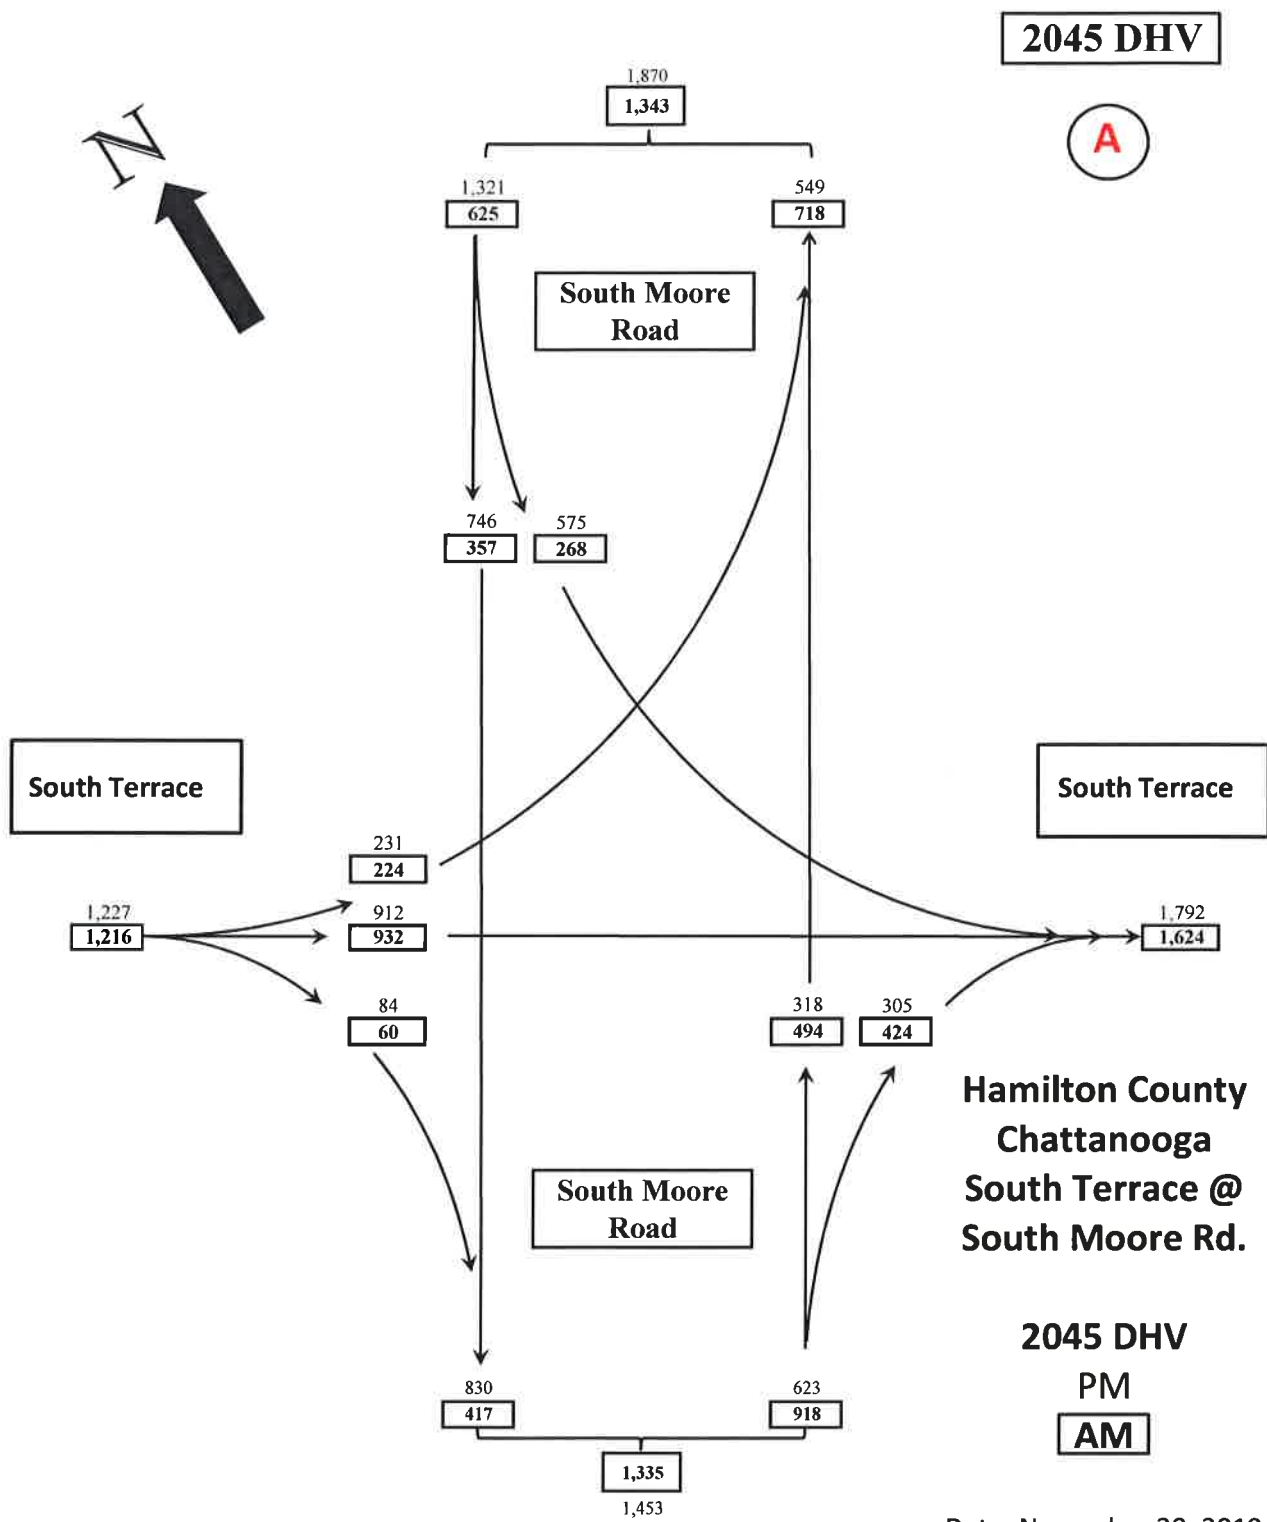 2045 DHV
1,870
1,343
N
A
1,321
625
549
718
South Moore
Road
746
357
575
268
South Terrace
South Terrace
231
224
1,227
1,216
912
932
1,792
1,624
84
60
318
494
305
424
Hamilton County
Chattanooga
South Terrace @
South Moore Rd.
South Moore
Road
2045 DHV
PM
AM
830
417
623
918
1,335
1,453